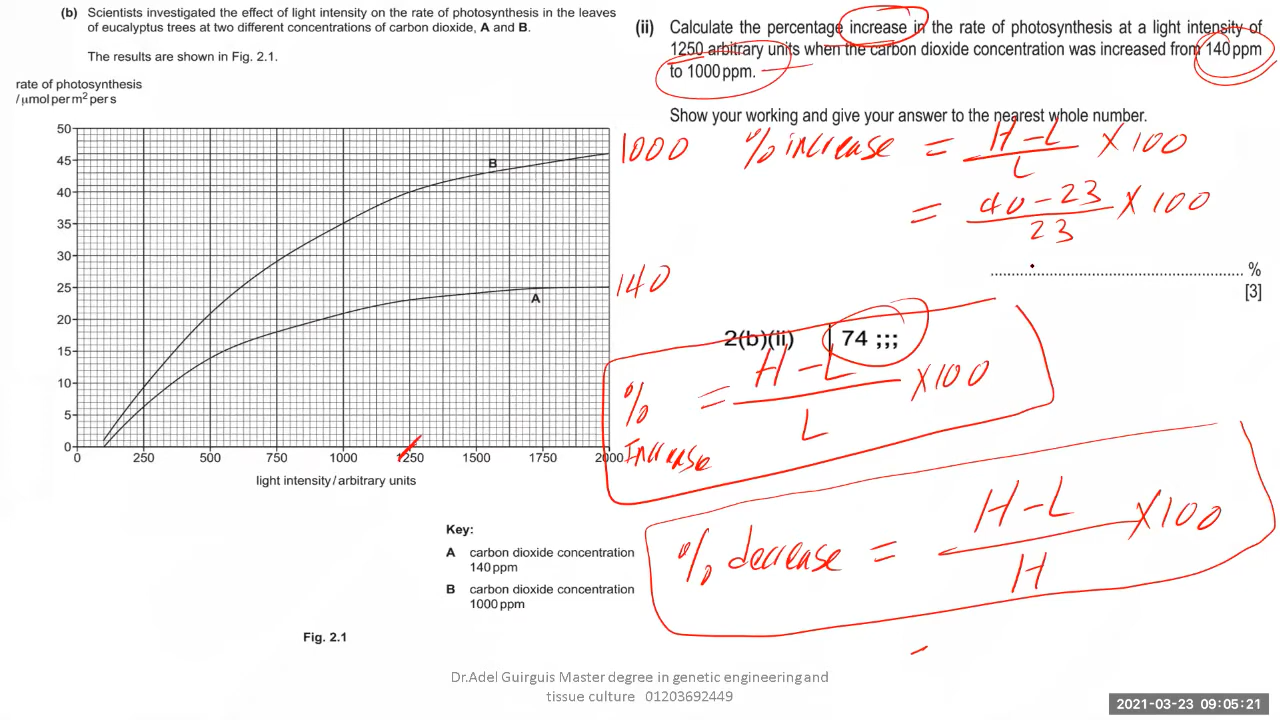 (b) Scientists investigated the effect of light intensity on the rate of photosynthesis in the leaves
of eucalyptus trees at two different concentrations of carbon dioxide, A and B.
The results are shown in Fig. 2.1.
rate of photosynthesis
/ μmol per m² per s
50
45
40
35
30
25
20
15
10
5
0
B
A
0 250 500 750 1000 1250 1500 1750 2000
light intensity / arbitrary units
Key:
A carbon dioxide concentration
140 ppm
B carbon dioxide concentration
1000 ppm
Fig. 2.1
(ii) Calculate the percentage increase in the rate of photosynthesis at a light intensity of
1250 arbitrary units when the carbon dioxide concentration was increased from 140 ppm
to 1000 ppm.
Show your working and give your answer to the nearest whole number.
1000
140
% increase = H - L / L × 100
= 40 - 23 / 23 × 100
.......................................................... %
[3]
2(b)(ii) | 74 ;;;
% Increase = H - L / L × 100
% decrease = H - L / H × 100
Dr.Adel Guirguis Master degree in genetic engineering and
tissue culture 01203692449
2021-03-23 09:05:21